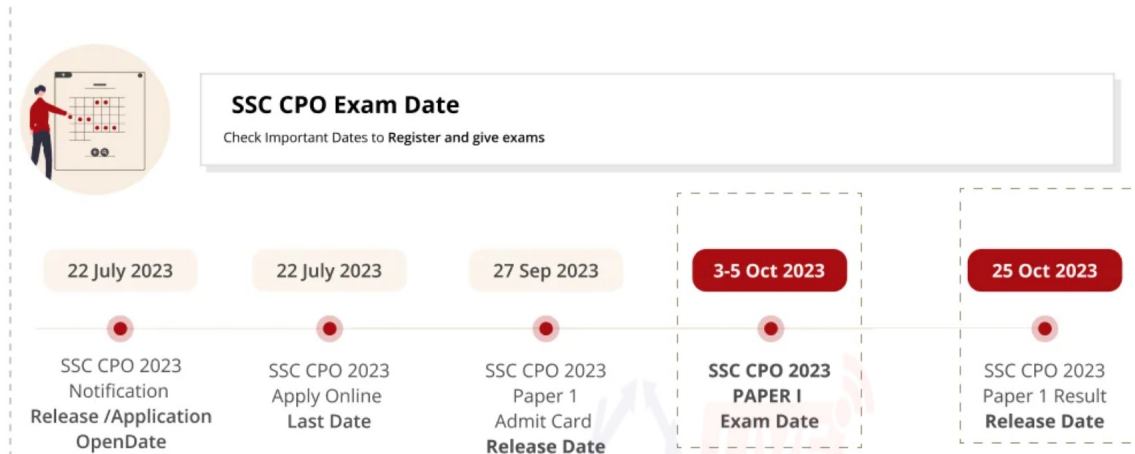 SSC CPO Exam Date
Check Important Dates to Register and give exams
22 July 2023
22 July 2023
27 Sep 2023
3-5 Oct 2023
25 Oct 2023
SSC CPO 2023
Notification
Release /Application
OpenDate
SSC CPO 2023
Apply Online
Last Date
SSC CPO 2023
Paper 1
Admit Card
Release Date
SSC CPO 2023
PAPER I
Exam Date
SSC CPO 2023
Paper 1 Result
Release Date